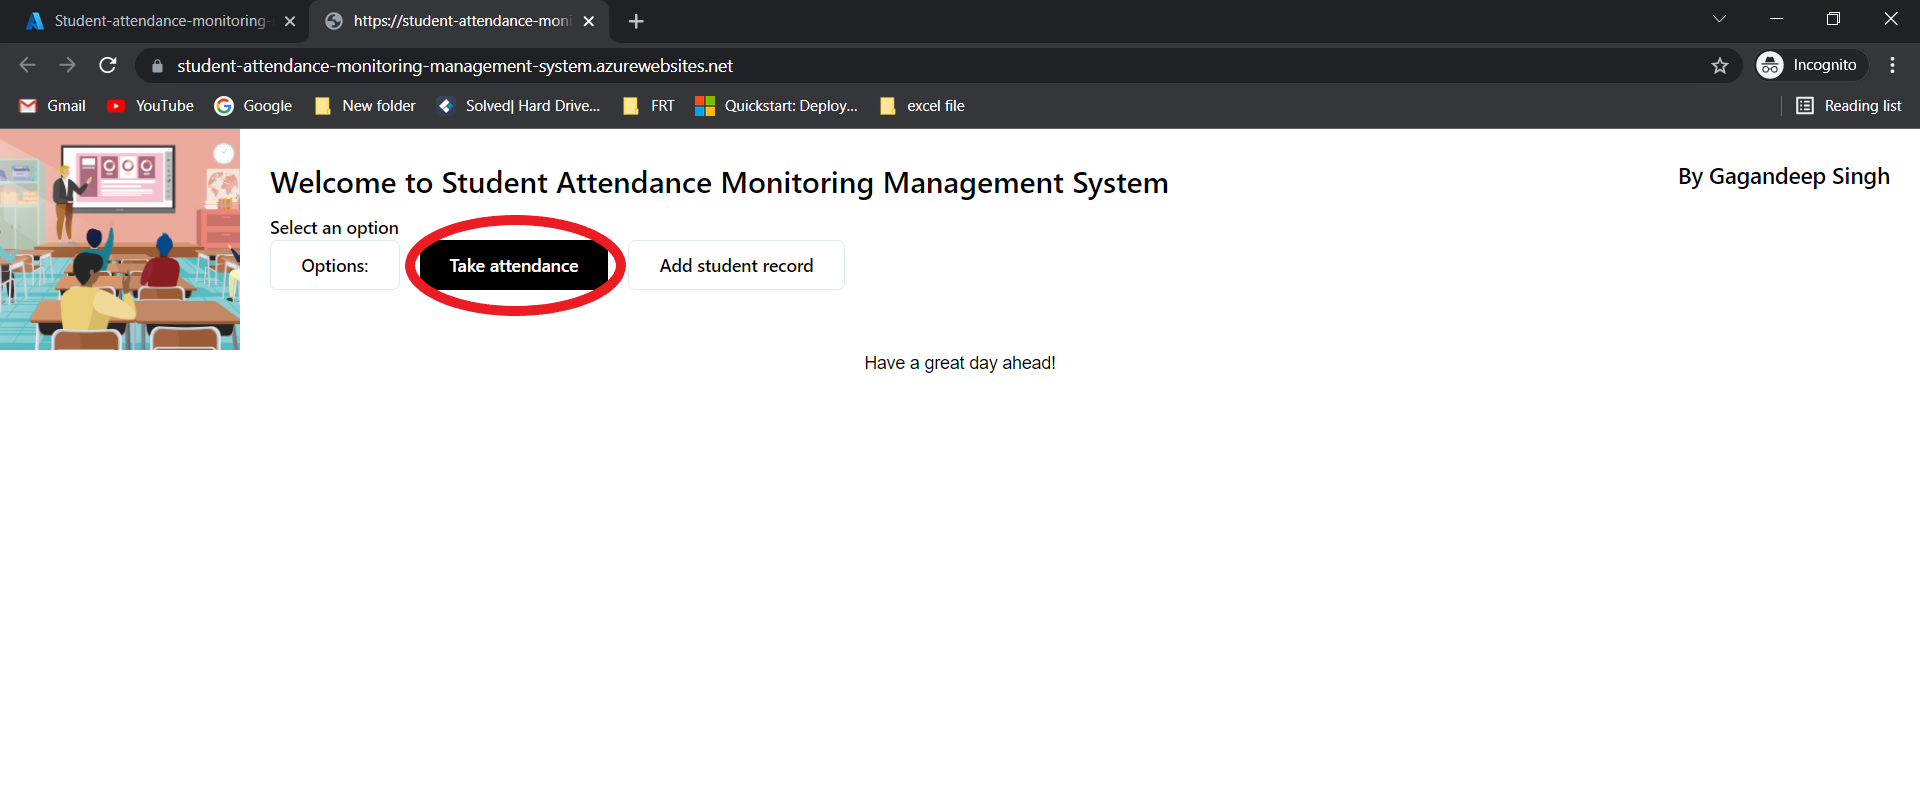 Student-attendance-monitoring-
https://student-attendance-moni
student-attendance-monitoring-management-system.azurewebsites.net
Incognito
Gmail
YouTube
Google
New folder
Solved| Hard Drive...
FRT
Quickstart: Deploy...
excel file
Reading list
Welcome to Student Attendance Monitoring Management System
By Gagandeep Singh
Select an option
Options:
Take attendance
Add student record
Have a great day ahead!